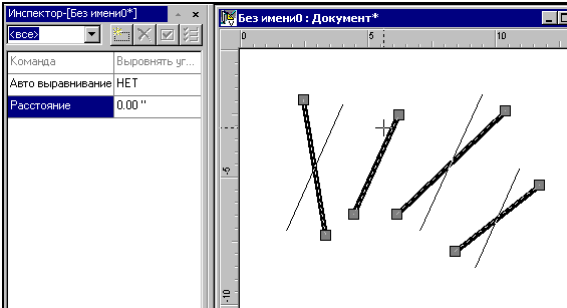 Инспектор-[Без имени0*]
<все>
Команда Выровнять уг...
Авто выравнивание НЕТ
Расстояние 0.00 "
Без имени0 : Документ*
0 5 10
-5
-10